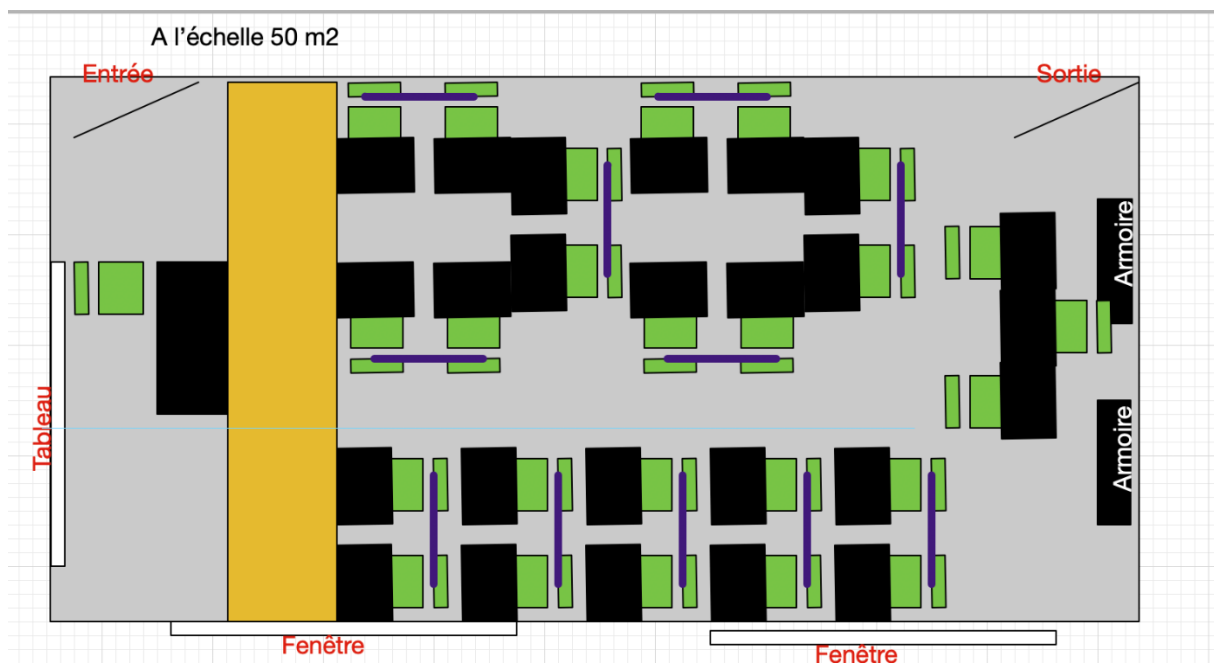 A l’échelle 50 m2
Entrée
Sortie
Armoire
Tableau
Armoire
Fenêtre
Fenêtre